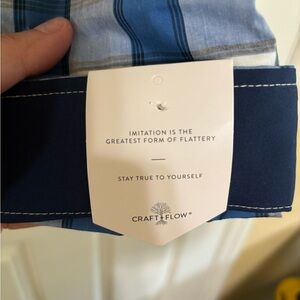 IMITATION IS THE
GREATEST FORM OF FLATTERY
STAY TRUE TO YOURSELF
CRAFT + FLOW®